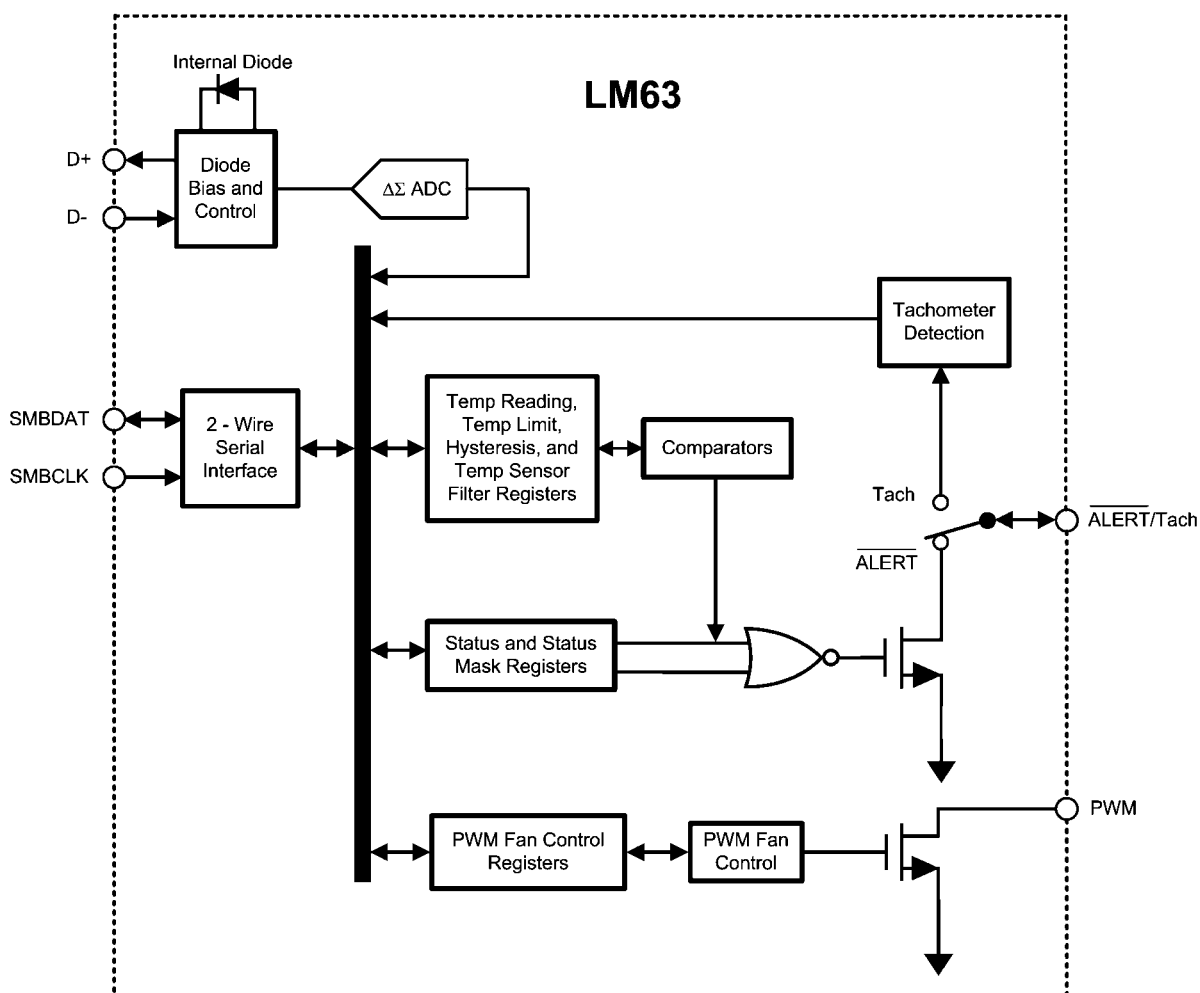 Internal Diode
LM63
D+
D-
Diode
Bias and
Control
ΔΣ ADC
Tachometer
Detection
SMBDAT
SMBCLK
2 - Wire
Serial
Interface
Temp Reading,
Temp Limit,
Hysteresis, and
Temp Sensor
Filter Registers
Comparators
Tach
ALERT
ALERT/Tach
Status and Status
Mask Registers
PWM Fan Control
Registers
PWM Fan
Control
PWM